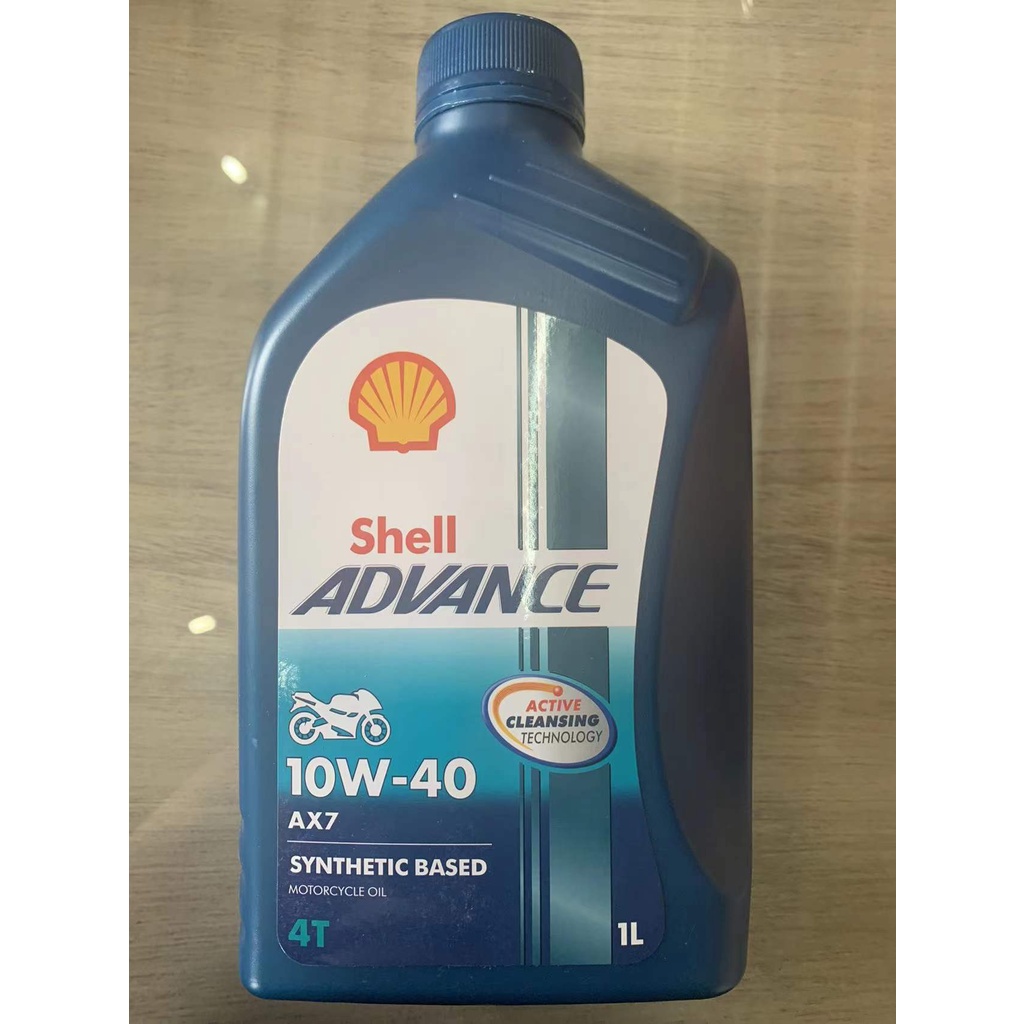 Shell
ADVANCE
ACTIVE
CLEANSING
TECHNOLOGY
10W-40
AX7
SYNTHETIC BASED
MOTORCYCLE OIL
4T
1L